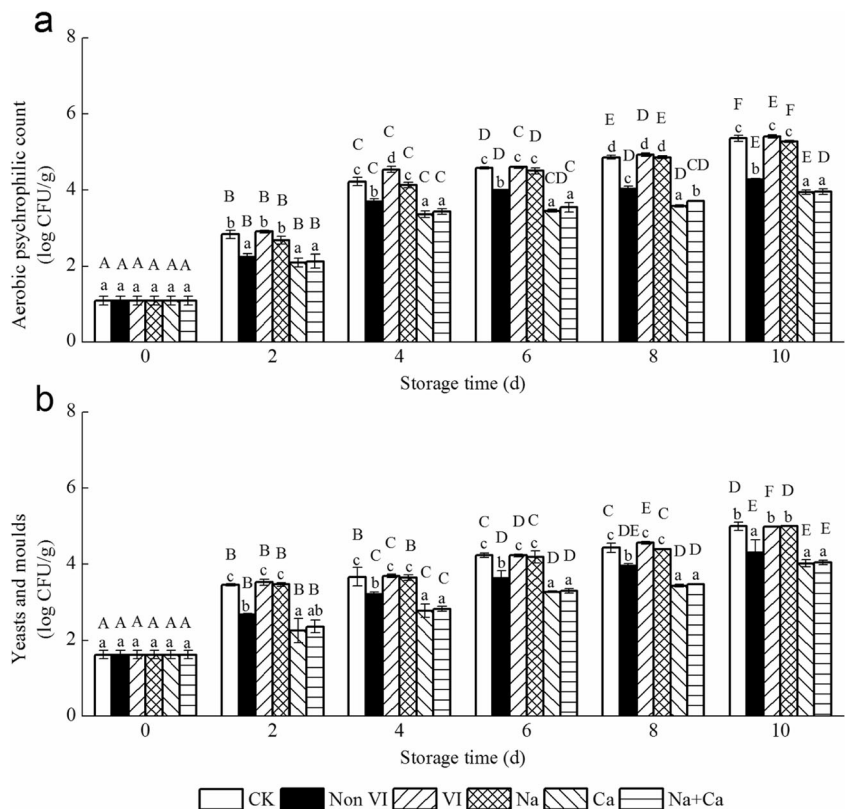 a
Aerobic psychrophilic count
(log CFU/g)
8
6
4
2
0
A A A A A A
a a a a a a
B B B B B B
b a b b a a
C C C C C C
c b d c a a
D D C D CD C
c b c c a a
E D D E D CD
d c d d a b
F E E F E D
c b c c a a
0 2 4 6 8 10
Storage time (d)
b
Yeasts and moulds
(log CFU/g)
8
6
4
2
0
A A A A A A
a a a a a a
B B B B B B
c b c c a ab
B C C B C C
c b c c a a
C D D C D D
c b c c a a
C DE E C D D
c b c c a a
D E F D E E
b a b b a a
0 2 4 6 8 10
Storage time (d)
CK Non VI VI Na Ca Na+Ca